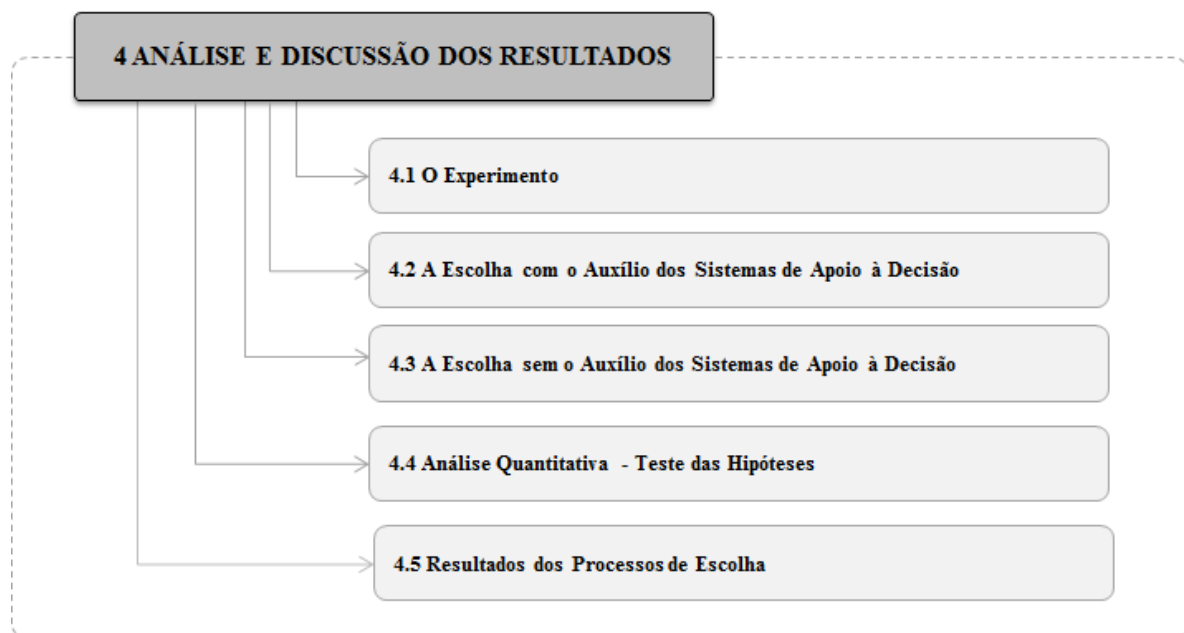 4 ANÁLISE E DISCUSSÃO DOS RESULTADOS
4.1 O Experimento
4.2 A Escolha com o Auxílio dos Sistemas de Apoio à Decisão
4.3 A Escolha sem o Auxílio dos Sistemas de Apoio à Decisão
4.4 Análise Quantitativa - Teste das Hipóteses
4.5 Resultados dos Processos de Escolha